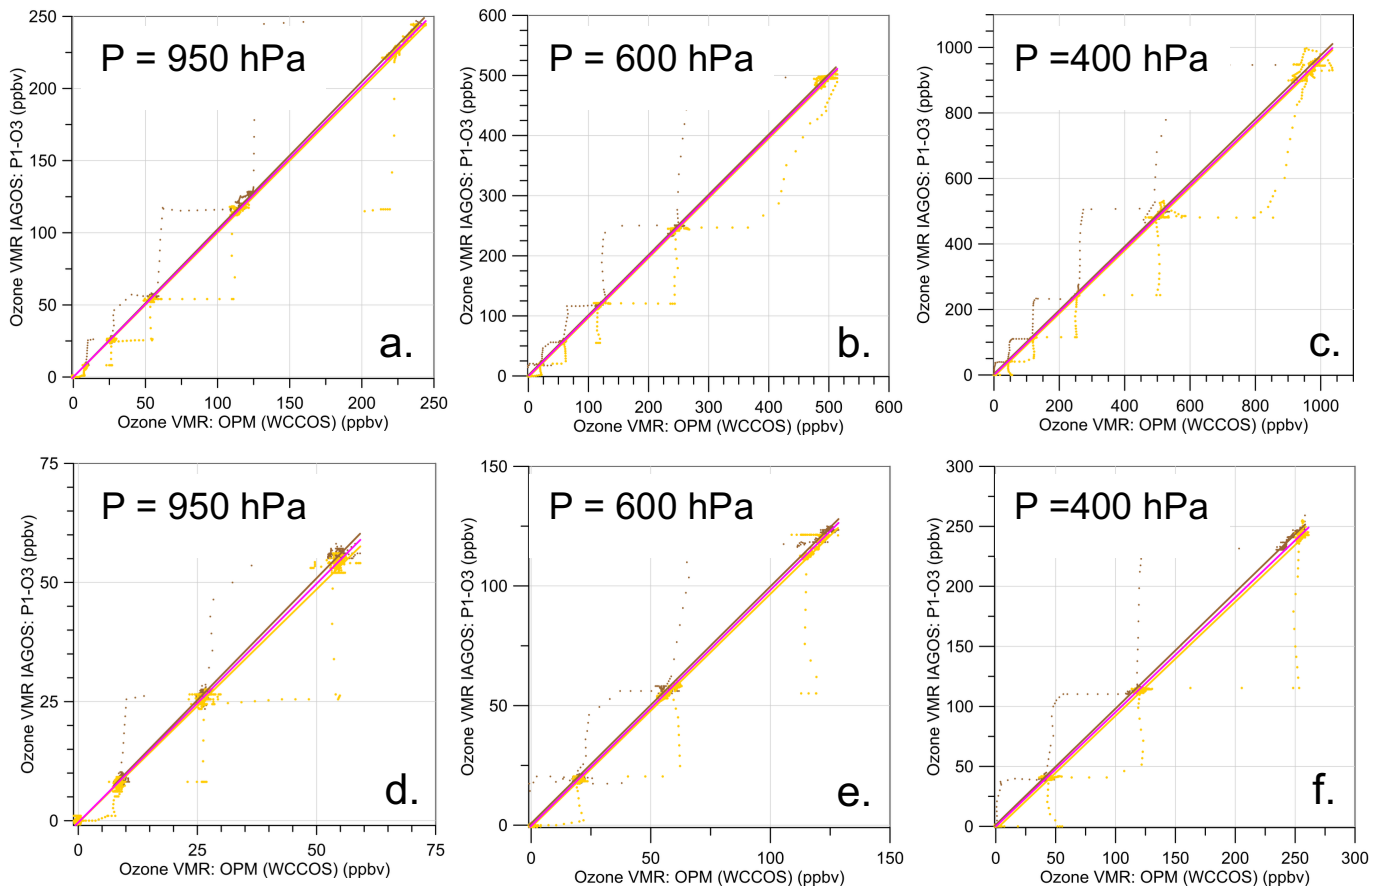 P = 950 hPa
Ozone VMR IAGOS: P1-O3 (ppbv)
250
200
150
100
50
0
a.
0 50 100 150 200 250
Ozone VMR: OPM (WCCOS) (ppbv)
P = 600 hPa
Ozone VMR IAGOS: P1-O3 (ppbv)
600
500
400
300
200
100
0
b.
0 100 200 300 400 500 600
Ozone VMR: OPM (WCCOS) (ppbv)
P =400 hPa
Ozone VMR IAGOS: P1-O3 (ppbv)
1000
800
600
400
200
0
c.
0 200 400 600 800 1000
Ozone VMR: OPM (WCCOS) (ppbv)
P = 950 hPa
Ozone VMR IAGOS: P1-O3 (ppbv)
75
50
25
0
d.
0 25 50 75
Ozone VMR: OPM (WCCOS) (ppbv)
P = 600 hPa
Ozone VMR IAGOS: P1-O3 (ppbv)
150
100
50
0
e.
0 50 100 150
Ozone VMR: OPM (WCCOS) (ppbv)
P =400 hPa
Ozone VMR IAGOS: P1-O3 (ppbv)
300
250
200
150
100
50
0
f.
0 50 100 150 200 250 300
Ozone VMR: OPM (WCCOS) (ppbv)